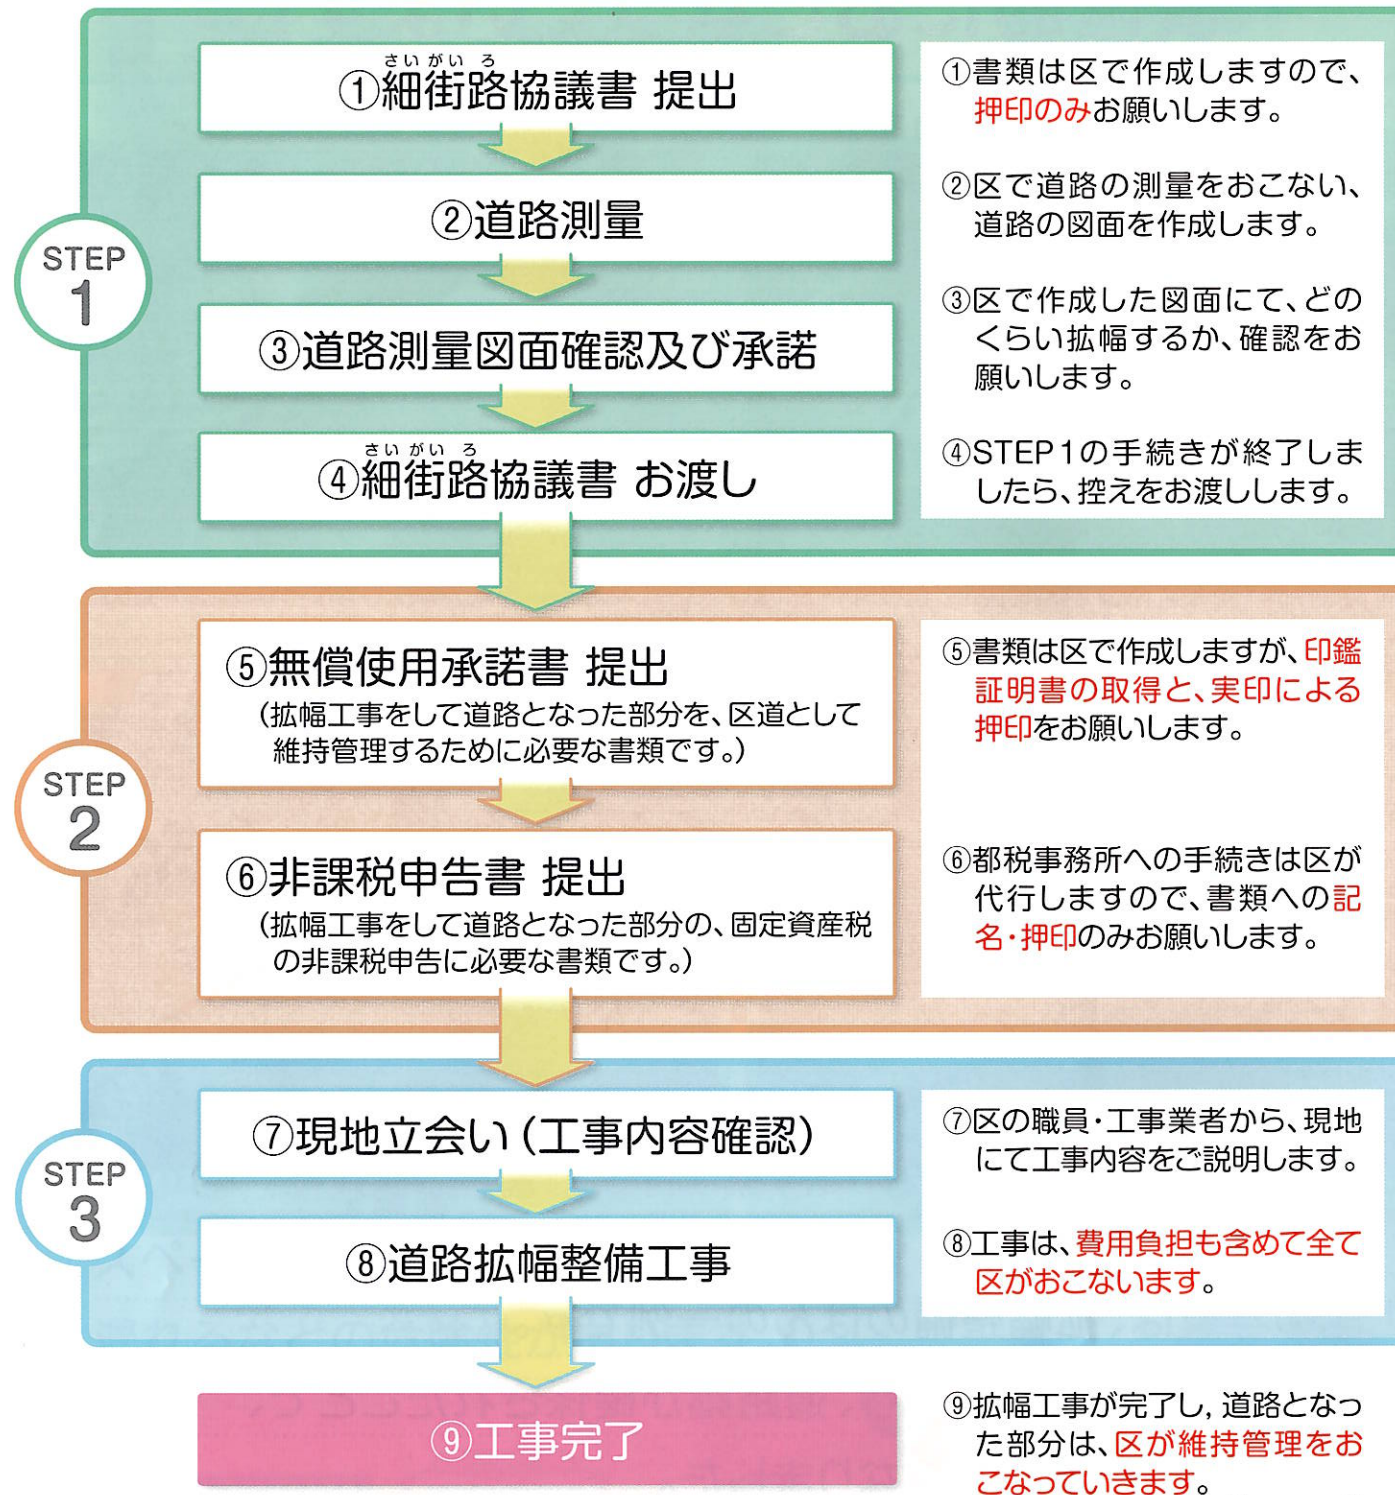 STEP
1
さいがいろ
①細街路協議書 提出
②道路測量
③道路測量図面確認及び承諾
さいがいろ
④細街路協議書 お渡し
①書類は区で作成しますので、
押印のみお願いします。
②区で道路の測量をおこない、
道路の図面を作成します。
③区で作成した図面にて、どの
くらい拡幅するか、確認をお
願いします。
④STEP1の手続きが終了しま
したら、控えをお渡しします。
STEP
2
⑤無償使用承諾書 提出
(拡幅工事をして道路となった部分を、区道として
維持管理するために必要な書類です。)
⑥非課税申告書 提出
(拡幅工事をして道路となった部分の、固定資産税
の非課税申告に必要な書類です。)
⑤書類は区で作成しますが、印鑑
証明書の取得と、実印による
押印をお願いします。
⑥都税事務所への手続きは区が
代行しますので、書類への記
名・押印のみお願いします。
STEP
3
⑦現地立会い(工事内容確認)
⑧道路拡幅整備工事
⑦区の職員・工事業者から、現地
にて工事内容をご説明します。
⑧工事は、費用負担も含めて全て
区がおこないます。
⑨工事完了
⑨拡幅工事が完了し,道路となっ
た部分は、区が維持管理をお
こなっていきます。